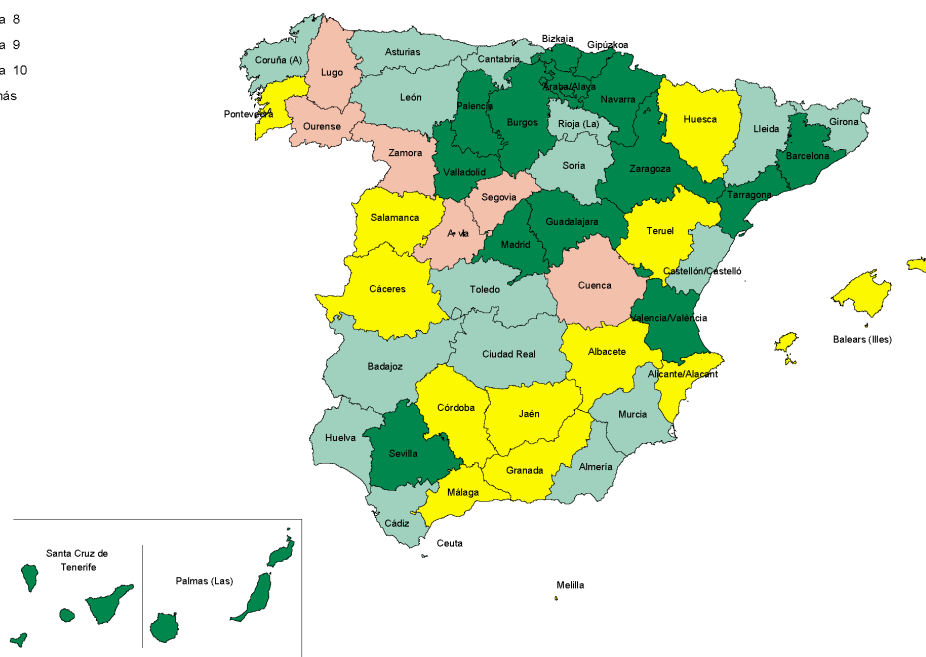 a 8
a 9
a 10
más
Bizkaia
Gipúzkoa
Asturias
Cantabria
Coruña (A)
Lugo
León
Araba/Álava
Navarra
Palencia
Pontevedra
Burgos
Rioja (La)
Huesca
Girona
Lleida
Ourense
Barcelona
Zamora
Soria
Zaragoza
Valladolid
Tarragona
Segovia
Salamanca
Guadalajara
Teruel
Madrid
Castellón/Castelló
Cáceres
Toledo
Cuenca
Valencia/Valéncia
Balears (Illes)
Ciudad Real
Albacete
Badajoz
Alicante/Alacant
Córdoba
Jaén
Murcia
Huelva
Sevilla
Granada
Almería
Málaga
Cádiz
Ceuta
Santa Cruz de
Tenerife
Palmas (Las)
Melilla